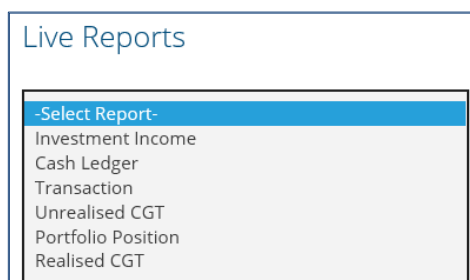 Live Reports
-Select Report-
Investment Income
Cash Ledger
Transaction
Unrealised CGT
Portfolio Position
Realised CGT